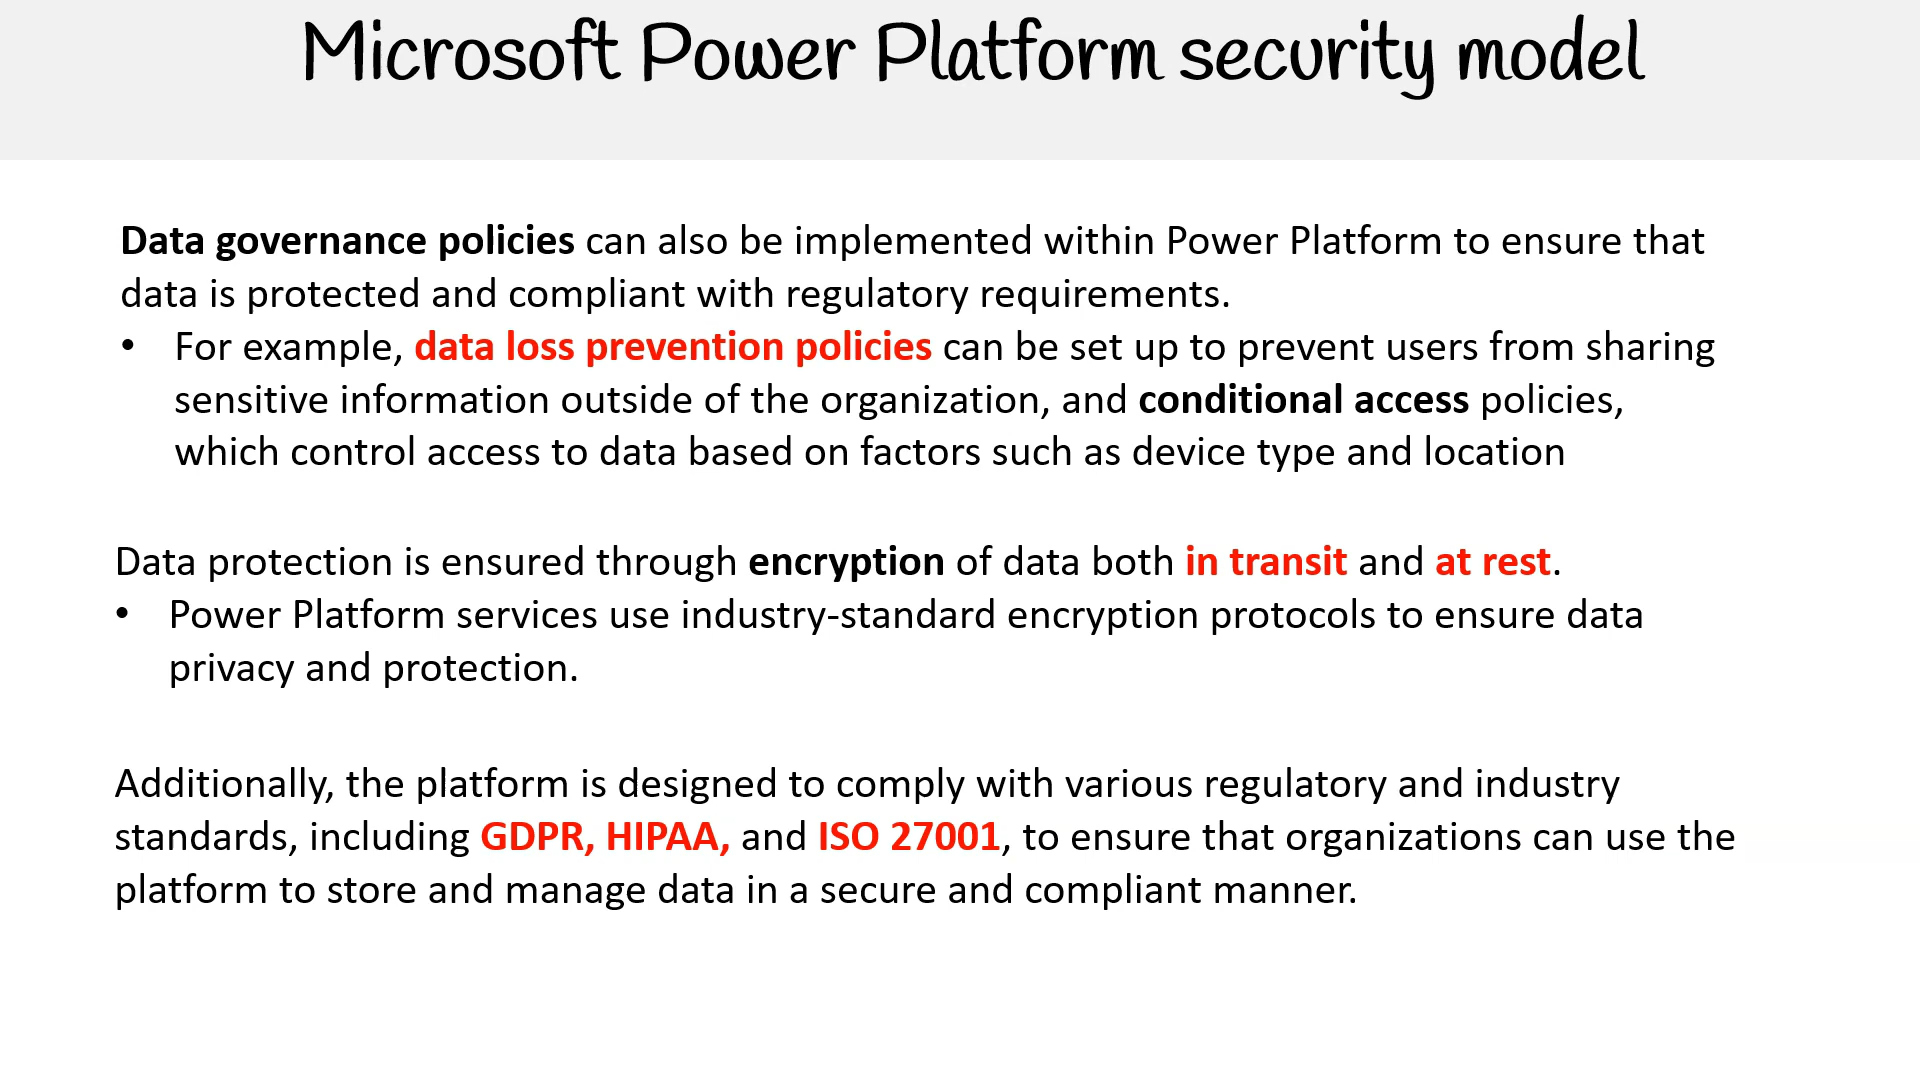 Microsoft Power Platform security model
Data governance policies can also be implemented within Power Platform to ensure that
data is protected and compliant with regulatory requirements.
• For example, data loss prevention policies can be set up to prevent users from sharing
sensitive information outside of the organization, and conditional access policies,
which control access to data based on factors such as device type and location
Data protection is ensured through encryption of data both in transit and at rest.
• Power Platform services use industry-standard encryption protocols to ensure data
privacy and protection.
Additionally, the platform is designed to comply with various regulatory and industry
standards, including GDPR, HIPAA, and ISO 27001, to ensure that organizations can use the
platform to store and manage data in a secure and compliant manner.